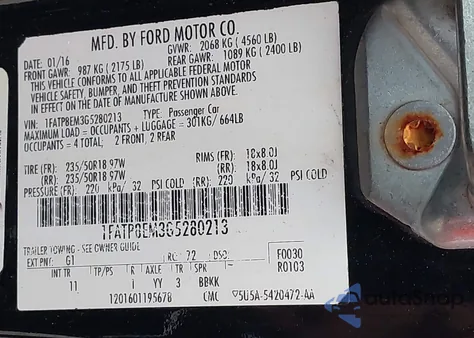 MFD. BY FORD MOTOR CO.
DATE: 01/16 GVWR: 2068 KG (4560 LB)
FRONT GAWR: 987 KG (2175 LB) REAR GAWR: 1089 KG (2400 LB)
THIS VEHICLE CONFORMS TO ALL APPLICABLE FEDERAL MOTOR
VEHICLE SAFETY, BUMPER, AND THEFT PREVENTION STANDARDS
IN EFFECT ON THE DATE OF MANUFACTURE SHOWN ABOVE.
VIN: 1FATP8EM3G5280213 TYPE: Passenger Car
MAXIMUM LOAD = OCCUPANTS + LUGGAGE = 301KG/ 664LB
OCCUPANTS = 4 TOTAL; 2 FRONT, 2 REAR
TIRE (FR): 235/50R18 97W RIMS (FR): 18x8.0J
(RR): 235/50R18 97W (RR): 18x8.0J
PRESSURE (FR): 220 kPa/ 32 PSI COLD (RR): 220 kPa/ 32 PSI COLD
1FATP8EM3G5280213
TRAILER TOWING - SEE OWNER GUIDE
EXT PNT: G1 RC: 72 DSO: F0030
R0103
INT TR TP/PS R AXLE TR SPR
11 i YY 3 BBKK
1201601195678 CMC 5U5A-5420472-AA
AutoSnap